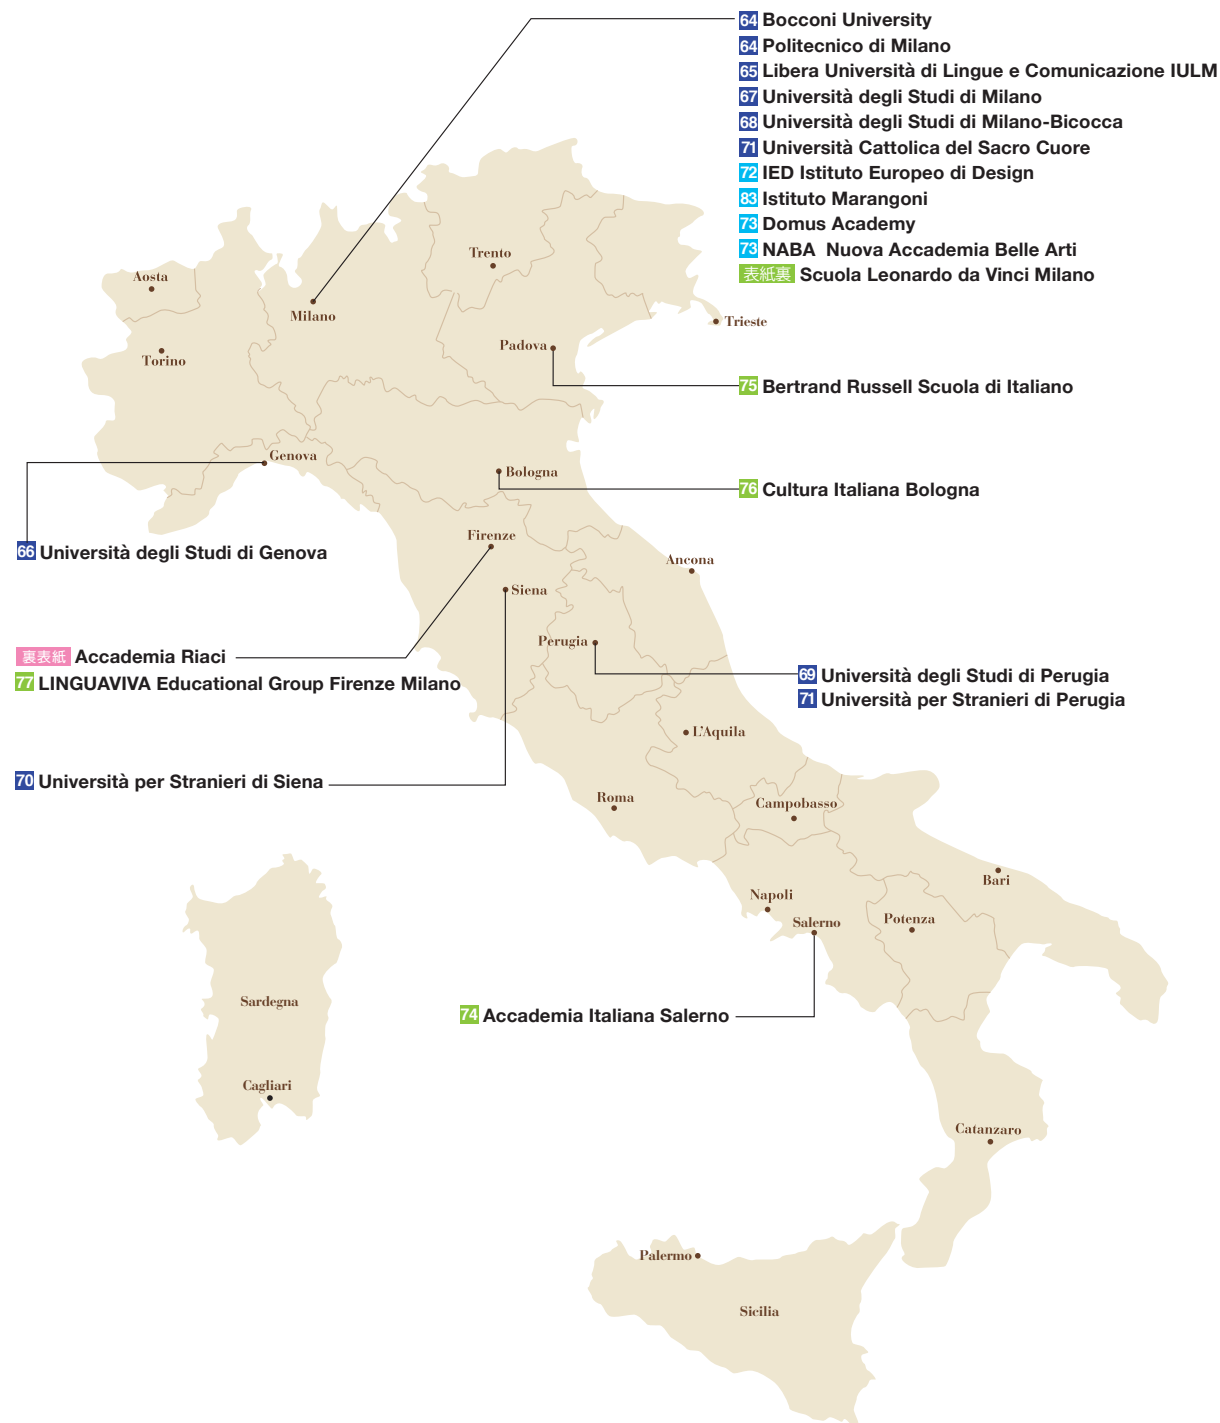 64 Bocconi University
64 Politecnico di Milano
65 Libera Università di Lingue e Comunicazione IULM
67 Università degli Studi di Milano
68 Università degli Studi di Milano-Bicocca
71 Università Cattolica del Sacro Cuore
72 IED Istituto Europeo di Design
83 Istituto Marangoni
73 Domus Academy
73 NABA Nuova Accademia Belle Arti
表紙裏 Scuola Leonardo da Vinci Milano
Trento
Aosta
Milano
Trieste
Padova
Torino
75 Bertrand Russell Scuola di Italiano
Genova
Bologna
76 Cultura Italiana Bologna
Firenze
66 Università degli Studi di Genova
Ancona
Siena
Perugia
裏表紙 Accademia Riaci
77 LINGUAVIVA Educational Group Firenze Milano
69 Università degli Studi di Perugia
71 Università per Stranieri di Perugia
L'Aquila
70 Università per Stranieri di Siena
Roma
Campobasso
Bari
Napoli
Salerno
Potenza
Sardegna
74 Accademia Italiana Salerno
Cagliari
Catanzaro
Palermo
Sicilia